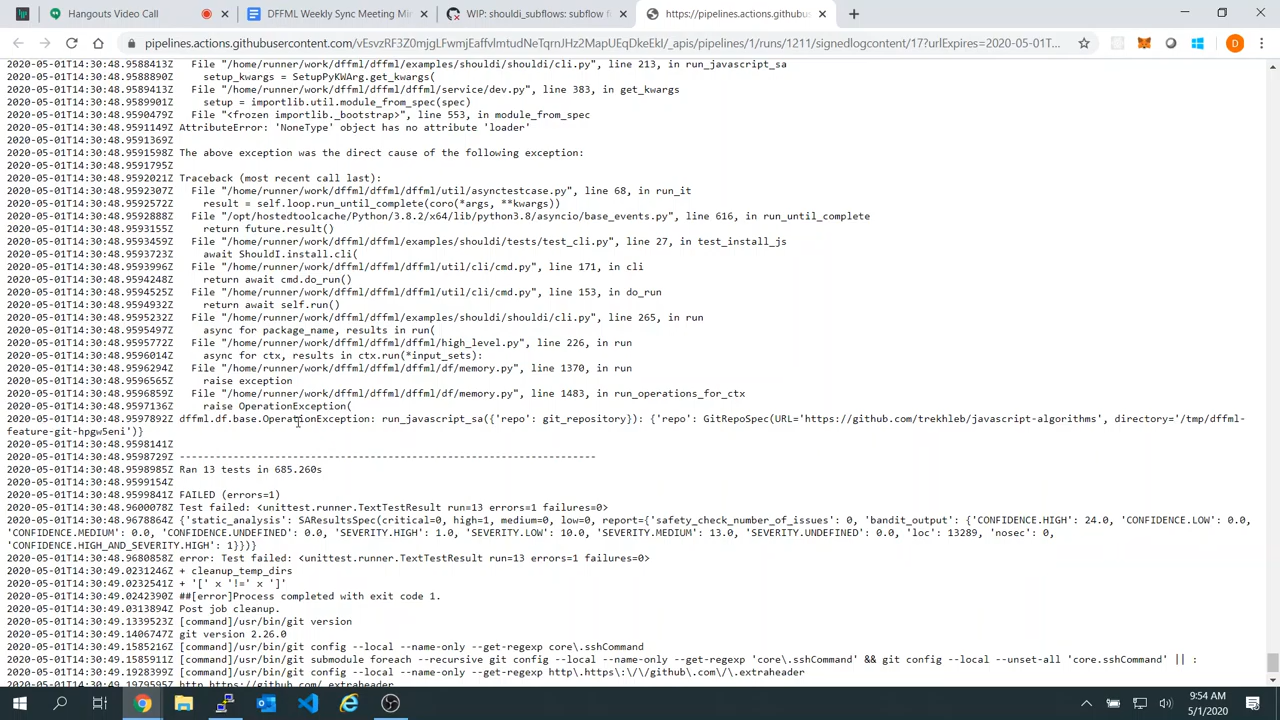 Hangouts Video Call
DFFML Weekly Sync Meeting Mi
WIP: shouldi_subflows: subflow f
https://pipelines.actions.githubus
https://pipelines.actions.githubusercontent.com/
_apis/pipelines/1/runs/1211/signedlogcontent/17?urlExpires=2020-05-01T...
D
2020-05-01T14:30:48.9588413Z File "/home/runner/work/dffml/dffml/examples/shouldi/shouldi/cli.py", line 213, in run_javascript_sa
2020-05-01T14:30:48.9588890Z setup_kwargs = SetupPyKWArg.get_kwargs(
2020-05-01T14:30:48.9589413Z File "/home/runner/work/dffml/dffml/dffml/service/dev.py", line 383, in get_kwargs
2020-05-01T14:30:48.9589901Z setup = importlib.util.module_from_spec(spec)
2020-05-01T14:30:48.9590479Z File "<frozen importlib._bootstrap>", line 553, in module_from_spec
2020-05-01T14:30:48.9591149Z AttributeError: 'NoneType' object has no attribute 'loader'
2020-05-01T14:30:48.9591369Z
2020-05-01T14:30:48.9591598Z The above exception was the direct cause of the following exception:
2020-05-01T14:30:48.9591795Z
2020-05-01T14:30:48.9592021Z Traceback (most recent call last):
2020-05-01T14:30:48.9592307Z File "/home/runner/work/dffml/dffml/dffml/util/asynctestcase.py", line 68, in run_it
2020-05-01T14:30:48.9592572Z result = self.loop.run_until_complete(coro(*args, **kwargs))
2020-05-01T14:30:48.9592888Z File "/opt/hostedtoolcache/Python/3.8.2/x64/lib/python3.8/asyncio/base_events.py", line 616, in run_until_complete
2020-05-01T14:30:48.9593155Z return future.result()
2020-05-01T14:30:48.9593459Z File "/home/runner/work/dffml/dffml/examples/shouldi/tests/test_cli.py", line 27, in test_install_js
2020-05-01T14:30:48.9593723Z await ShouldI.install.cli(
2020-05-01T14:30:48.9593996Z File "/home/runner/work/dffml/dffml/dffml/util/cli/cmd.py", line 171, in cli
2020-05-01T14:30:48.9594248Z return await cmd.do_run()
2020-05-01T14:30:48.9594525Z File "/home/runner/work/dffml/dffml/dffml/util/cli/cmd.py", line 153, in do_run
2020-05-01T14:30:48.9594932Z return await self.run()
2020-05-01T14:30:48.9595232Z File "/home/runner/work/dffml/dffml/examples/shouldi/shouldi/cli.py", line 265, in run
2020-05-01T14:30:48.9595497Z async for package_name, results in run(
2020-05-01T14:30:48.9595772Z File "/home/runner/work/dffml/dffml/dffml/high_level.py", line 226, in run
2020-05-01T14:30:48.9596014Z async for ctx, results in ctx.run(*input_sets):
2020-05-01T14:30:48.9596294Z File "/home/runner/work/dffml/dffml/dffml/df/memory.py", line 1370, in run
2020-05-01T14:30:48.9596565Z raise exception
2020-05-01T14:30:48.9596859Z File "/home/runner/work/dffml/dffml/dffml/df/memory.py", line 1483, in run_operations_for_ctx
2020-05-01T14:30:48.9597136Z raise OperationException(
2020-05-01T14:30:48.9597892Z dffml.df.base.OperationException: run_javascript_sa({'repo': git_repository}): {'repo': GitRepoSpec(URL='https://github.com/trekhleb/javascript-algorithms', directory='/tmp/dffml-
feature-git-hpgw5eni')}
2020-05-01T14:30:48.9598141Z
2020-05-01T14:30:48.9598729Z ----------------------------------------------------------------------
2020-05-01T14:30:48.9598985Z Ran 13 tests in 685.260s
2020-05-01T14:30:48.9599154Z
2020-05-01T14:30:48.9599841Z FAILED (errors=1)
2020-05-01T14:30:48.9600078Z Test failed: <unittest.runner.TextTestResult run=13 errors=1 failures=0>
2020-05-01T14:30:48.9678864Z {'static_analysis': SAResultsSpec(critical=0, high=1, medium=0, low=0, report={'safety_check_number_of_issues': 0, 'bandit_output': {'CONFIDENCE.HIGH': 24.0, 'CONFIDENCE.LOW': 0.0,
'CONFIDENCE.MEDIUM': 0.0, 'CONFIDENCE.UNDEFINED': 0.0, 'SEVERITY.HIGH': 1.0, 'SEVERITY.LOW': 10.0, 'SEVERITY.MEDIUM': 13.0, 'SEVERITY.UNDEFINED': 0.0, 'loc': 13289, 'nosec': 0,
'CONFIDENCE.HIGH_AND_SEVERITY.HIGH': 1}})}
2020-05-01T14:30:48.9680858Z error: Test failed: <unittest.runner.TextTestResult run=13 errors=1 failures=0>
2020-05-01T14:30:49.0231246Z + cleanup_temp_dirs
2020-05-01T14:30:49.0232541Z + '[' x '!=' x ']'
2020-05-01T14:30:49.0242390Z ##[error]Process completed with exit code 1.
2020-05-01T14:30:49.0313894Z Post job cleanup.
2020-05-01T14:30:49.1339523Z [command]/usr/bin/git version
2020-05-01T14:30:49.1406747Z git version 2.26.0
2020-05-01T14:30:49.1585216Z [command]/usr/bin/git config --local --name-only --get-regexp core\.sshCommand
2020-05-01T14:30:49.1585911Z [command]/usr/bin/git submodule foreach --recursive git config --local --name-only --get-regexp 'core\.sshCommand' && git config --local --unset-all 'core.sshCommand' || :
2020-05-01T14:30:49.1928399Z [command]/usr/bin/git config --local --name-only --get-regexp http\.https\:\/\/github\.com\/\.extraheader
2020-05-01T14:30:49.1979595Z http.https://github.com/.extraheader
9:54 AM
5/1/2020